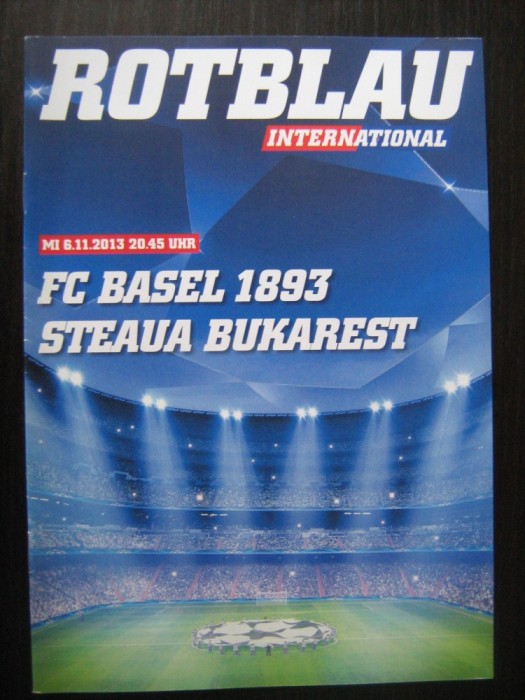 ROTBLAU
INTERNATIONAL
MI 6.11.2013 20.45 UHR
FC BASEL 1893
STEAUA BUKAREST